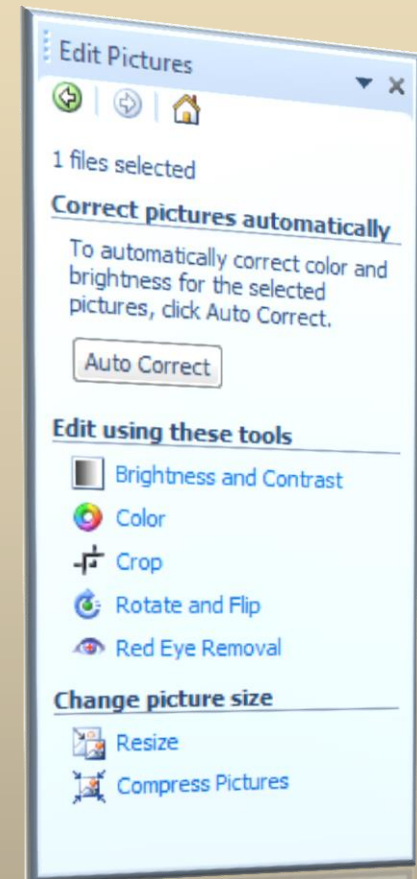 Edit Pictures
1 files selected
Correct pictures automatically
To automatically correct color and
brightness for the selected
pictures, click Auto Correct.
Auto Correct
Edit using these tools
Brightness and Contrast
Color
Crop
Rotate and Flip
Red Eye Removal
Change picture size
Resize
Compress Pictures